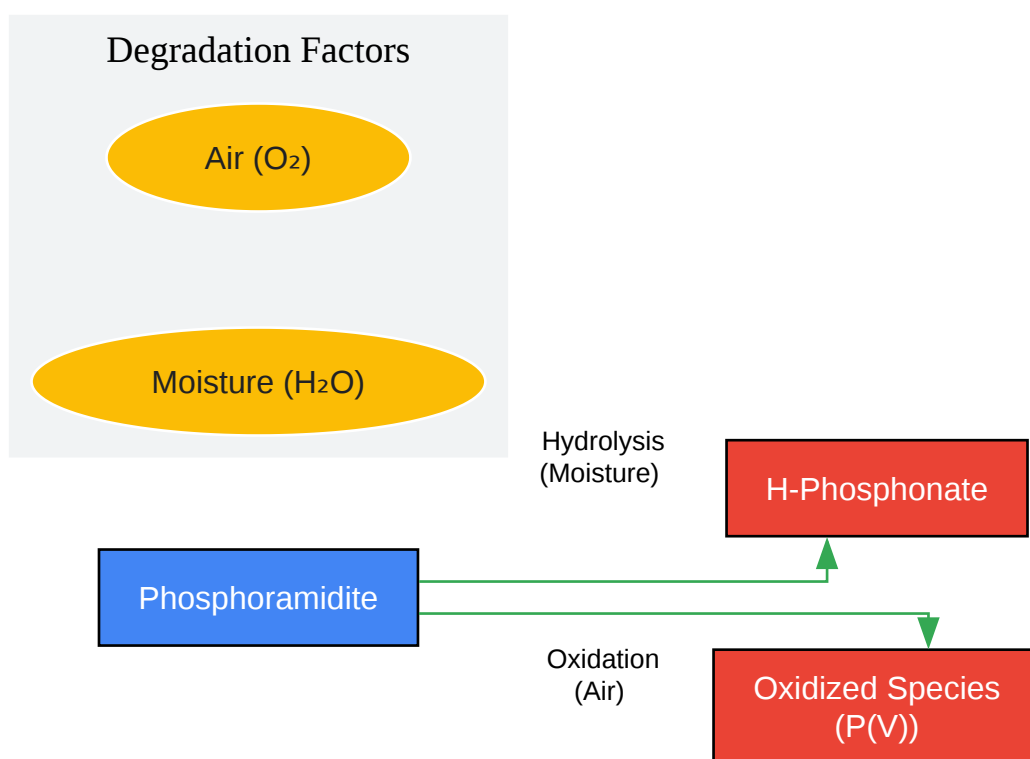 Degradation Factors
Air (O₂)
Moisture (H₂O)
Hydrolysis
(Moisture)
H-Phosphonate
Phosphoramidite
Oxidation
(Air)
Oxidized Species
(P(V))